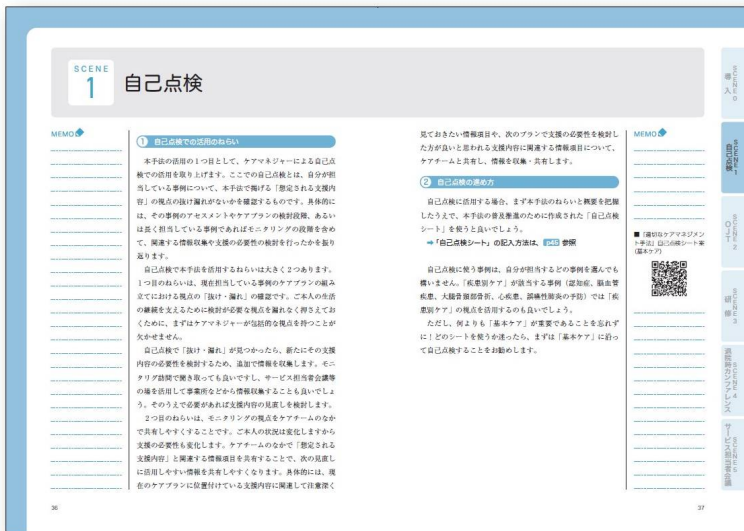 SCENE
1
自己点検
MEMO
1 自己点検での活用のねらい
本手法の活用の1つとして、ケアマネジャーによる自己点
検での活用を取り上げます。ここでの自己点検とは、自分が担
当している事例について、本手法で掲げる「想定される支援内
容」の視点の抜け漏れがないかを確認するものです。具体的に
は、その事例のアセスメントやケアプランの検討段階、あるい
は長く担当している事例であればモニタリングの段階を含め
て、関連する情報収集や支援の必要性の検討を行ったかを振り
返ります。
自己点検で本手法を活用するねらいは大きく2つあります。
1つ目のねらいは、現在担当している事例のケアプランの組み
立てにおける視点の「抜け・漏れ」の確認です。ご本人の生活
の継続を支えるために検討が必要な視点を漏れなく押さえてお
くために、まずはケアマネジャーが包括的な視点を持つことが
欠かせません。
自己点検で「抜け・漏れ」が見つかったら、新たにその支援
内容の必要性を検討するため、追加で情報を収集します。モニ
タリング訪問で聞き取っても良いですし、サービス担当者会議等
の場を活用して事業所などから情報収集することも良いでしょ
う。そのうえで必要があれば支援内容の見直しを検討します。
2つ目のねらいは、モニタリングの視点をケアチームのなか
で共有しやすくすることです。ご本人の状況は変化しますから
支援の必要性も変化します。ケアチームのなかで「想定される
支援内容」と関連する情報項目を共有することで、次の見直し
に活用しやすい情報を共有しやすくなります。具体的には、現
在のケアプランに位置付けている支援内容に関連して注意深く
36
見ておきたい情報項目や、次のプランで支援の必要性を検討し
た方が良いと思われる支援内容に関連する情報項目について、
ケアチームと共有し、情報を収集・共有します。
2 自己点検の進め方
自己点検に活用する場合、まず本手法のねらいと概要を把握
したうえで、本手法の普及推進のために作成された「自己点検
シート」を使うと良いでしょう。
➡「自己点検シート」の記入方法は、p45 参照
自己点検に使う事例は、自分が担当するどの事例を選んでも
構いません。「疾患別ケア」が該当する事例(認知症、脳血管
疾患、大腿骨頸部骨折、心疾患、誤嚥性肺炎の予防)では「疾
患別ケア」の視点を活用するのも良いでしょう。
ただし、何よりも「基本ケア」が重要であることを忘れず
に!どのシートを使うか迷ったら、まずは「基本ケア」に沿っ
て自己点検することをお勧めします。
MEMO
■「適切なケアマネジメン
ト手法」自己点検シート案
(基本ケア)
37
SCENE 0
導入
SCENE 1
自己点検
SCENE 2
OJT
SCENE 3
研修
SCENE 4
退院時カンファレンス
SCENE 5
サービス担当者会議